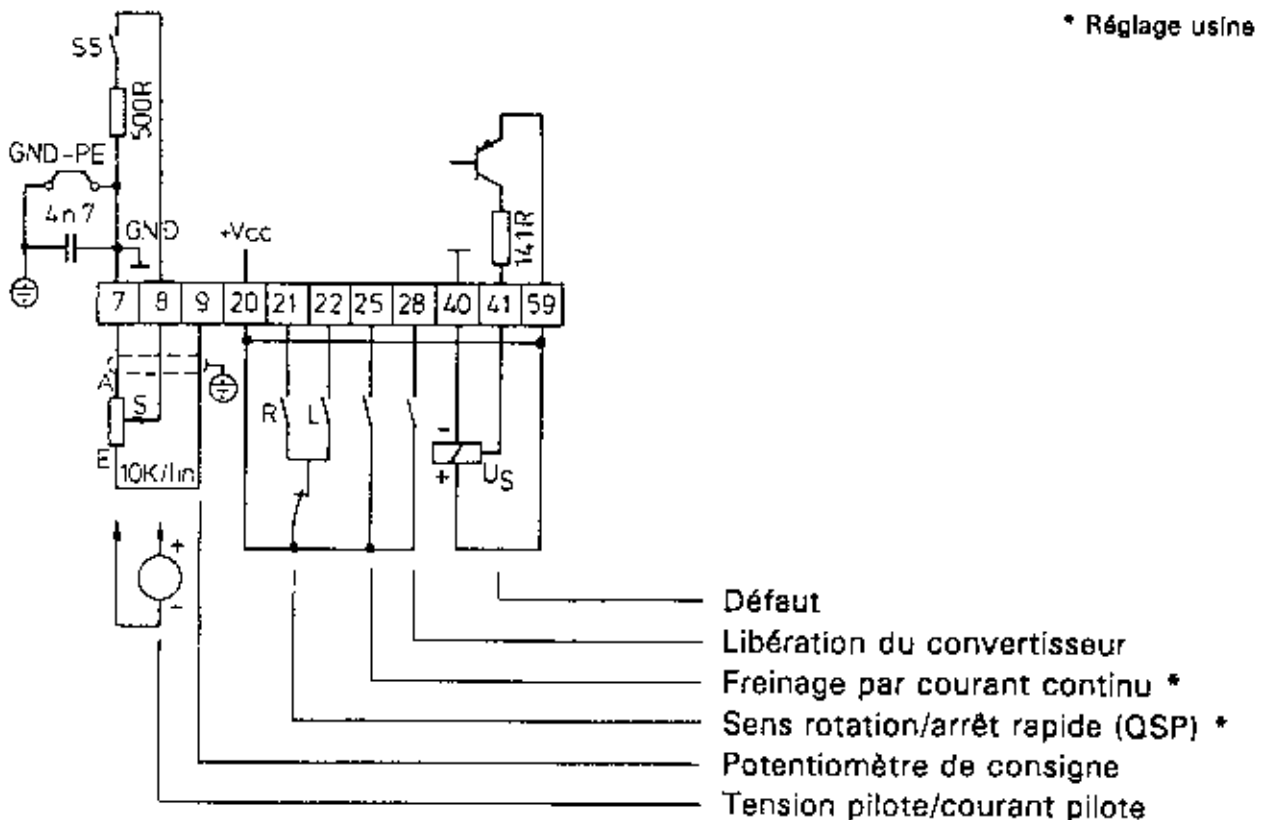 * Réglage usine
S5
500R
GND-PE
4n7
GND
+Vcc
141R
7 8 9 20 21 22 25 28 40 41 59
A
S
E
10K/lin
R
L
-
+
US
+
-
Défaut
Libération du convertisseur
Freinage par courant continu *
Sens rotation/arrêt rapide (QSP) *
Potentiomètre de consigne
Tension pilote/courant pilote